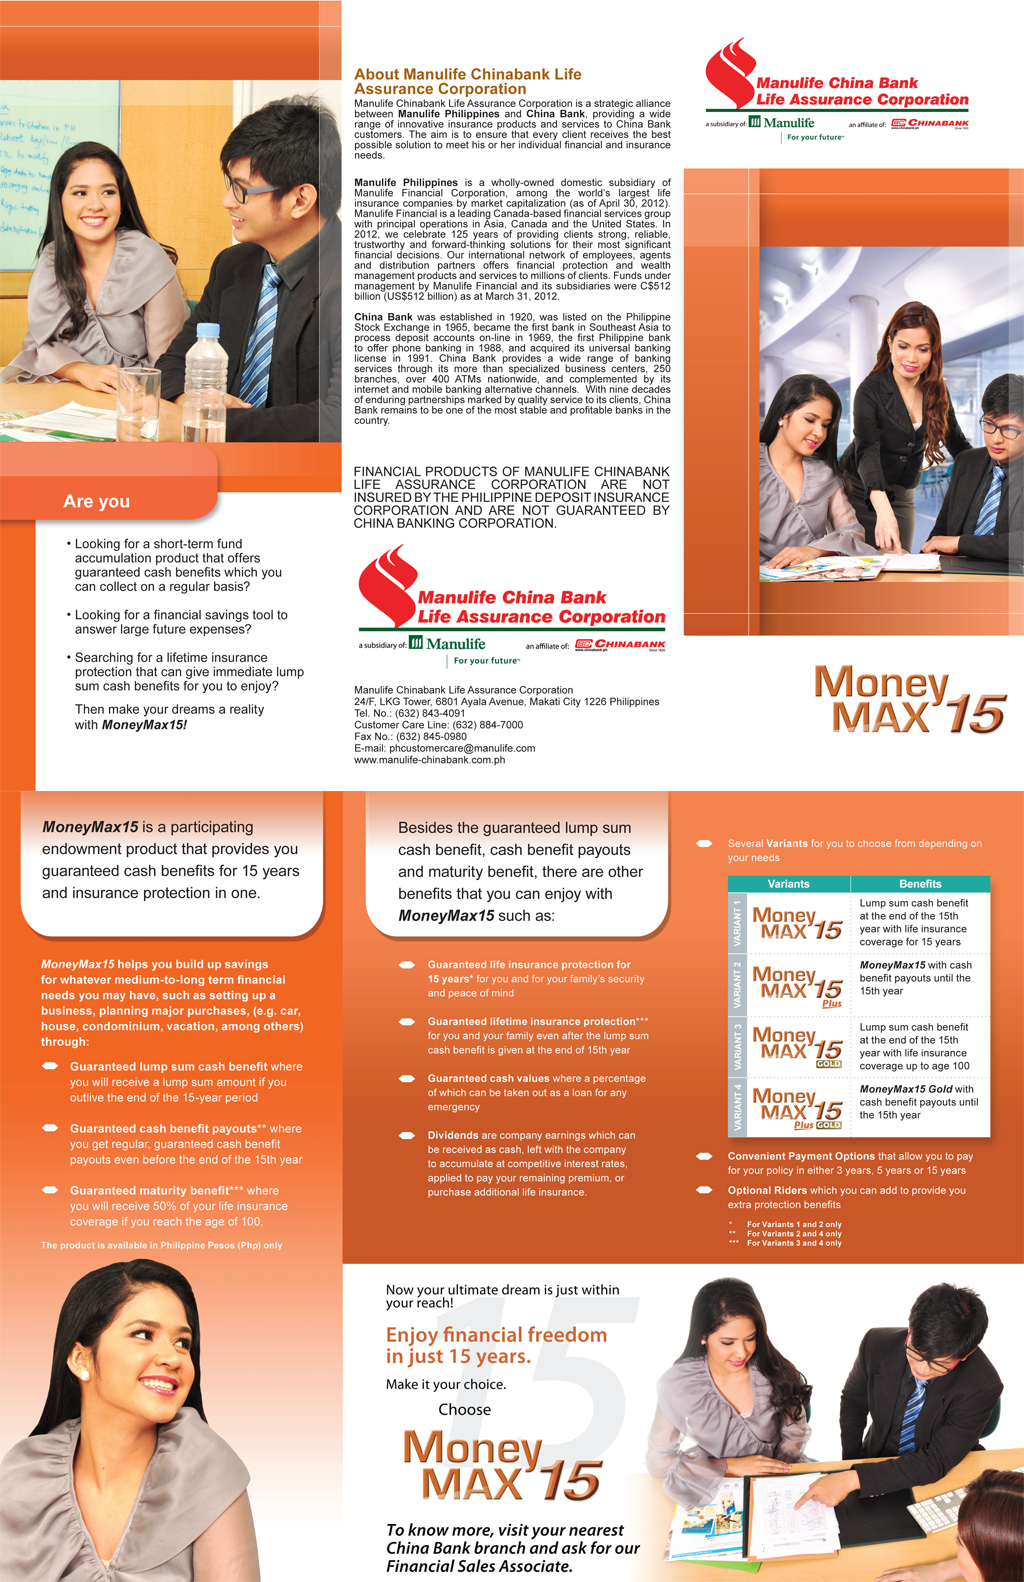 About Manulife Chinabank Life
Assurance Corporation
Manulife Chinabank Life Assurance Corporation is a strategic alliance
between Manulife Philippines and China Bank, providing a wide
range of innovative insurance products and services to China Bank
customers. The aim is to ensure that every client receives the best
possible solution to meet his or her individual financial and insurance
needs.
Manulife Philippines is a wholly-owned domestic subsidiary of
Manulife Financial Corporation, among the world's largest life
insurance companies by market capitalization (as of April 30, 2012).
Manulife Financial is a leading Canada-based financial services group
with principal operations in Asia, Canada and the United States. In
2012, we celebrate 125 years of providing clients strong, reliable,
trustworthy and forward-thinking solutions for their most significant
financial decisions. Our international network of employees, agents
and distribution partners offers financial protection and wealth
management products and services to millions of clients. Funds under
management by Manulife Financial and its subsidiaries were C$512
billion (US$512 billion) as at March 31, 2012.
China Bank was established in 1920, was listed on the Philippine
Stock Exchange in 1965, became the first bank in Southeast Asia to
process deposit accounts on-line in 1969, the first Philippine bank
to offer phone banking in 1988, and acquired its universal banking
license in 1991. China Bank provides a wide range of banking
services through its more than specialized business centers, 250
branches, over 400 ATMs nationwide, and complemented by its
internet and mobile banking alternative channels. With nine decades
of enduring partnerships marked by quality service to its clients, China
Bank remains to be one of the most stable and profitable banks in the
country.
FINANCIAL PRODUCTS OF MANULIFE CHINABANK
LIFE ASSURANCE CORPORATION ARE NOT
INSURED BY THE PHILIPPINE DEPOSIT INSURANCE
CORPORATION AND ARE NOT GUARANTEED BY
CHINA BANKING CORPORATION.
Manulife China Bank
Life Assurance Corporation
a subsidiary of: Manulife an affiliate of: CHINABANK
www.chinabank.ph Since 1920
For your future™
Manulife Chinabank Life Assurance Corporation
24/F, LKG Tower, 6801 Ayala Avenue, Makati City 1226 Philippines
Tel. No.: (632) 843-4091
Customer Care Line: (632) 884-7000
Fax No.: (632) 845-0980
E-mail: phcustomercare@manulife.com
www.manulife-chinabank.com.ph
Manulife China Bank
Life Assurance Corporation
a subsidiary of: Manulife an affiliate of: CHINABANK
www.chinabank.ph Since 1920
For your future™
Money
MAX 15
Are you
• Looking for a short-term fund
accumulation product that offers
guaranteed cash benefits which you
can collect on a regular basis?
• Looking for a financial savings tool to
answer large future expenses?
• Searching for a lifetime insurance
protection that can give immediate lump
sum cash benefits for you to enjoy?
Then make your dreams a reality
with MoneyMax15!
MoneyMax15 is a participating
endowment product that provides you
guaranteed cash benefits for 15 years
and insurance protection in one.
MoneyMax15 helps you build up savings
for whatever medium-to-long term financial
needs you may have, such as setting up a
business, planning major purchases, (e.g. car,
house, condominium, vacation, among others)
through:
Guaranteed lump sum cash benefit where
you will receive a lump sum amount if you
outlive the end of the 15-year period
Guaranteed cash benefit payouts** where
you get regular, guaranteed cash benefit
payouts even before the end of the 15th year
Guaranteed maturity benefit*** where
you will receive 50% of your life insurance
coverage if you reach the age of 100.
The product is available in Philippine Pesos (Php) only
Besides the guaranteed lump sum
cash benefit, cash benefit payouts
and maturity benefit, there are other
benefits that you can enjoy with
MoneyMax15 such as:
Guaranteed life insurance protection for
15 years* for you and for your family's security
and peace of mind
Guaranteed lifetime insurance protection***
for you and your family even after the lump sum
cash benefit is given at the end of 15th year
Guaranteed cash values where a percentage
of which can be taken out as a loan for any
emergency
Dividends are company earnings which can
be received as cash, left with the company
to accumulate at competitive interest rates,
applied to pay your remaining premium, or
purchase additional life insurance.
Several Variants for you to choose from depending on
your needs
Variants Benefits
VARIANT 1
Money
MAX 15
Lump sum cash benefit
at the end of the 15th
year with life insurance
coverage for 15 years
VARIANT 2
Money
MAX 15
Plus
MoneyMax15 with cash
benefit payouts until the
15th year
VARIANT 3
Money
MAX 15
GOLD
Lump sum cash benefit
at the end of the 15th
year with life insurance
coverage up to age 100
VARIANT 4
Money
MAX 15
Plus GOLD
MoneyMax15 Gold with
cash benefit payouts until
the 15th year
Convenient Payment Options that allow you to pay
for your policy in either 3 years, 5 years or 15 years
Optional Riders which you can add to provide you
extra protection benefits
* For Variants 1 and 2 only
** For Variants 2 and 4 only
*** For Variants 3 and 4 only
15
Now your ultimate dream is just within
your reach!
Enjoy financial freedom
in just 15 years.
Make it your choice.
Choose
Money
MAX 15
To know more, visit your nearest
China Bank branch and ask for our
Financial Sales Associate.